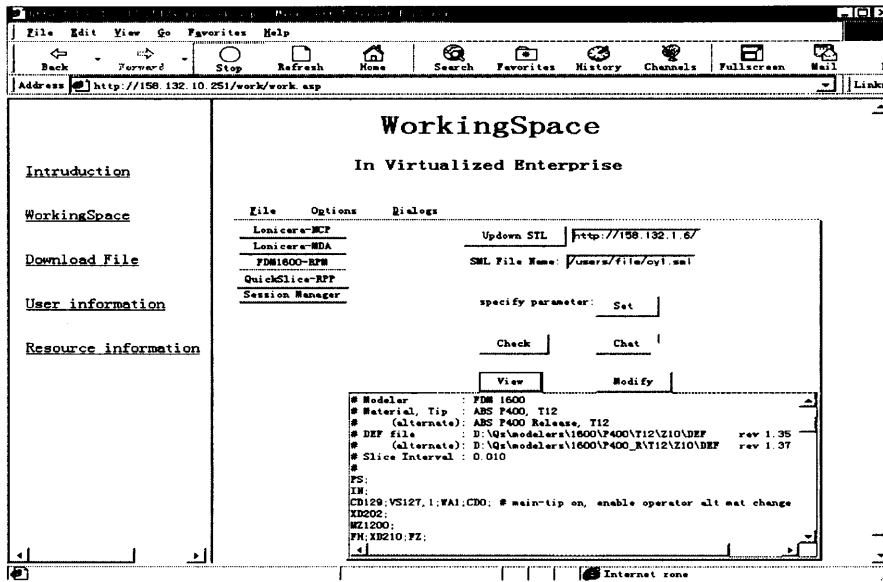 File Edit View Go Favorites Help
Back Forward Stop Refresh Home Search Favorites History Channels Fullscreen Mail
Address http://158.132.10.251/work/work.asp Links
WorkingSpace
In Virtualized Enterprise
Intruduction
WorkingSpace
Download File
User information
Resource information
File Options Dialogs
Lonicera-MCP
Lonicera-MDA
FDM1600-RPM
QuickSlice-RPP
Session Manager
Updown STL http://158.132.1.6/
SML File Name: /users/file/cyl.sml
specify parameter: Set
Check Chat
View Modify
# Modeler : FDM 1600
# Material, Tip : ABS P400, T12
# (alternate): ABS P400 Release, T12
# DEF file : D:\Qs\modelers\1600\P400\T12\Z10\DEF rev 1.35
# (alternate): D:\Qs\modelers\1600\P400_R\T12\Z10\DEF rev 1.37
# Slice Interval : 0.010
#
PS;
IN;
CD129;VS127,1;WA1;CD0; # main-tip on, enable operator alt mat change
XD202;
MZ1200;
PH;XD210;PZ;
Internet zone